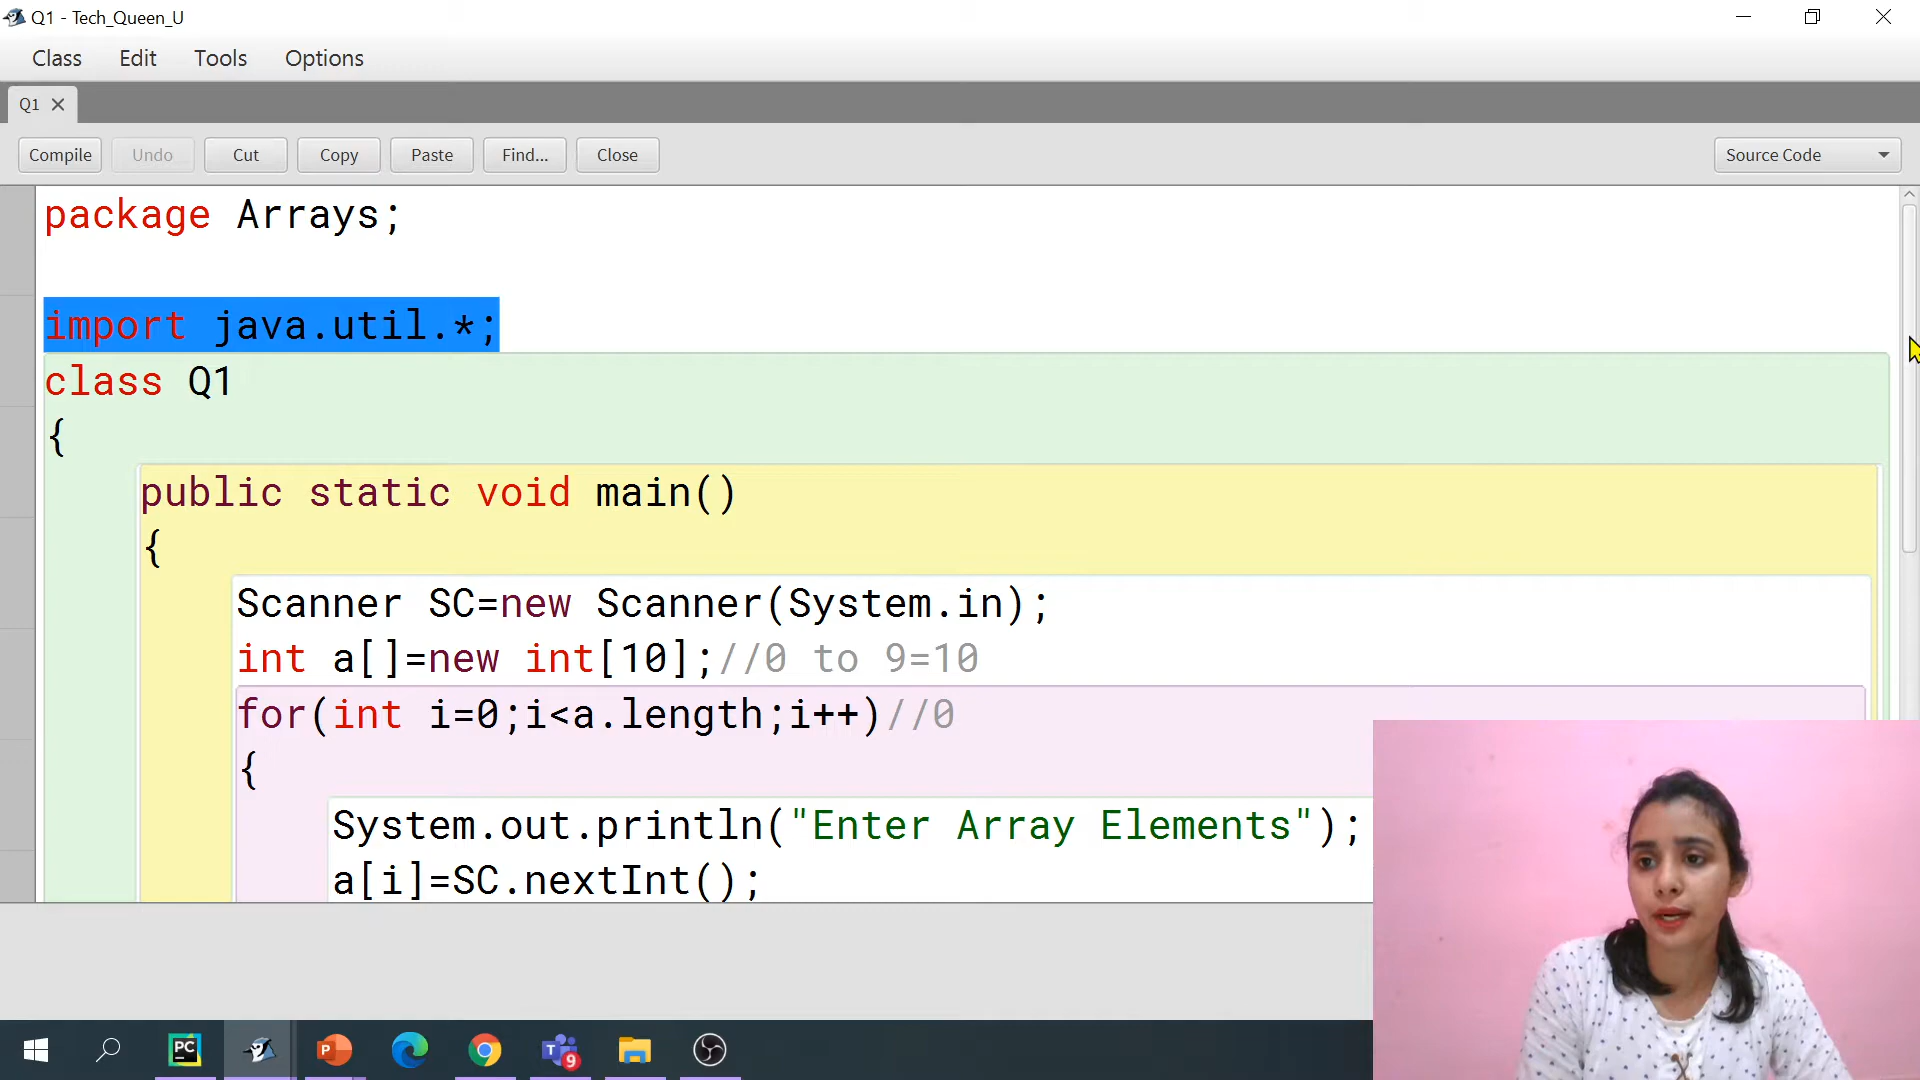 Q1 - Tech_Queen_U
Class Edit Tools Options
Q1
Compile Undo Cut Copy Paste Find... Close Source Code
package Arrays;
import java.util.*;
class Q1
{
public static void main()
{
Scanner SC=new Scanner(System.in);
int a[]=new int[10];//0 to 9=10
for(int i=0;i<a.length;i++)//0
{
System.out.println("Enter Array Elements");
a[i]=SC.nextInt();
PC P T 9